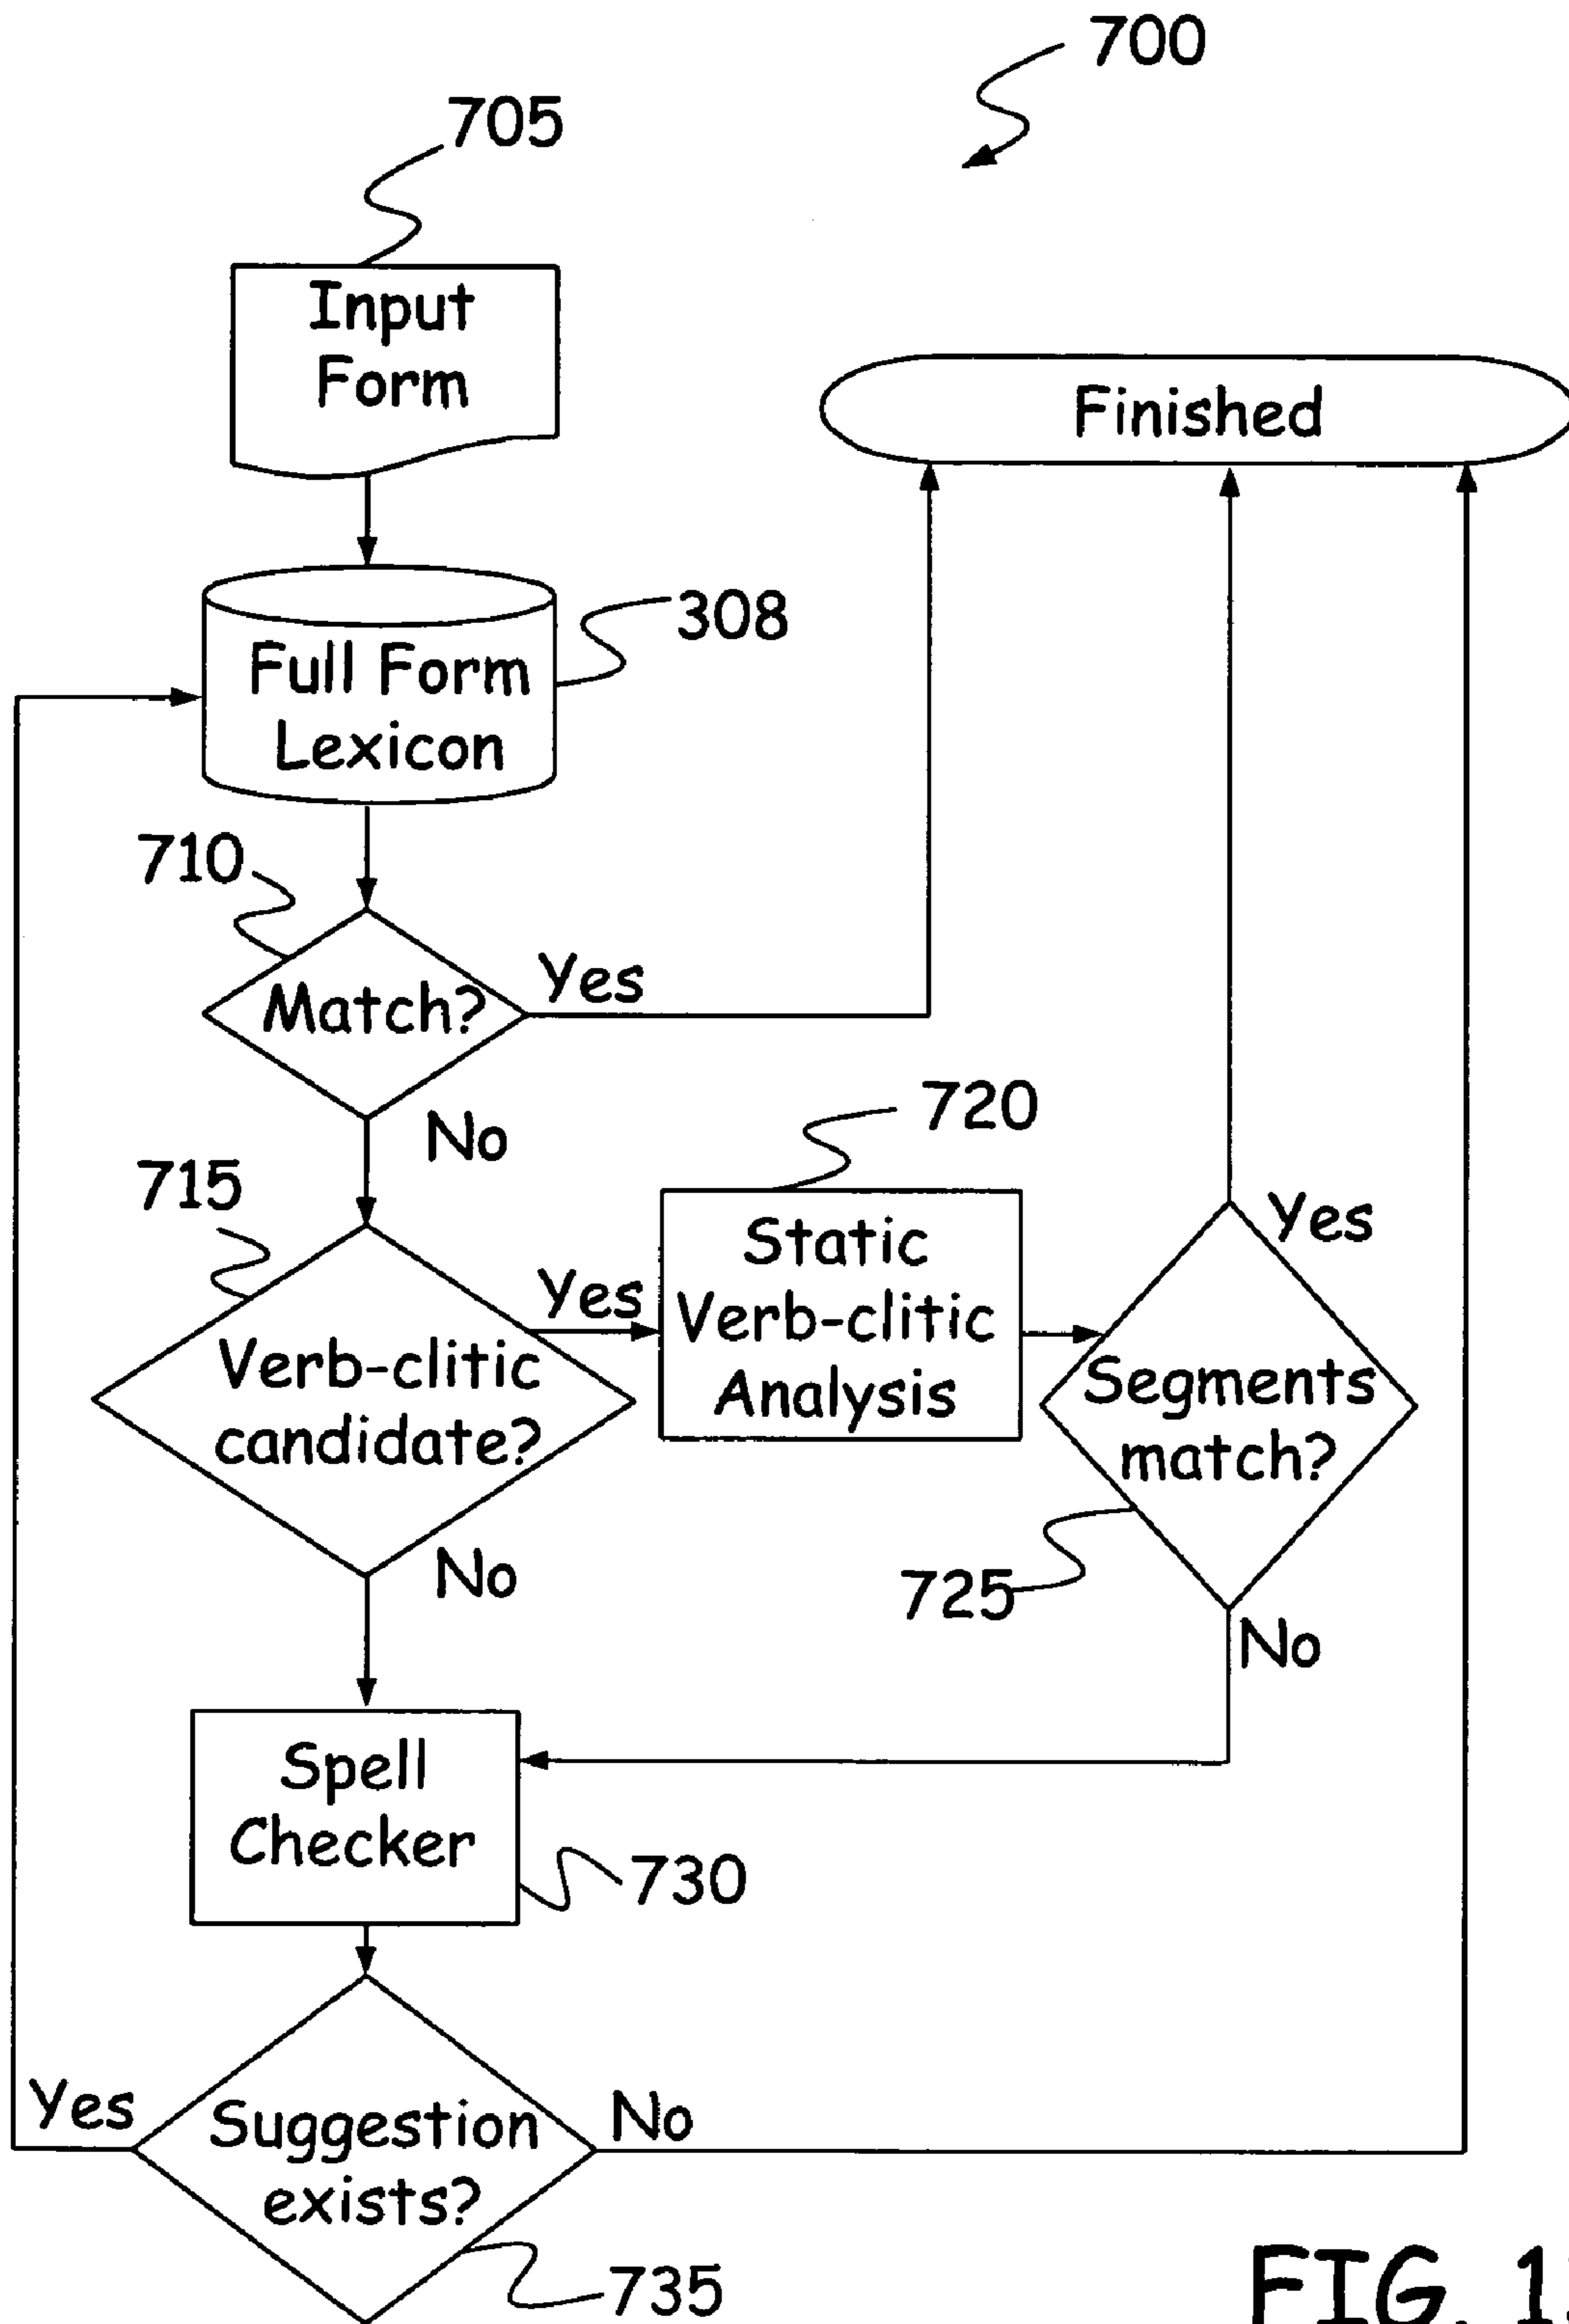 700
705
Input
Form
Finished
308
Full Form
Lexicon
710
Match?
Yes
No
720
715
Static
Verb-clitic
Analysis
Yes
Yes
Verb-clitic
candidate?
Segments
match?
No
725
No
Spell
Checker
730
Yes
Suggestion
exists?
No
735
FIG.